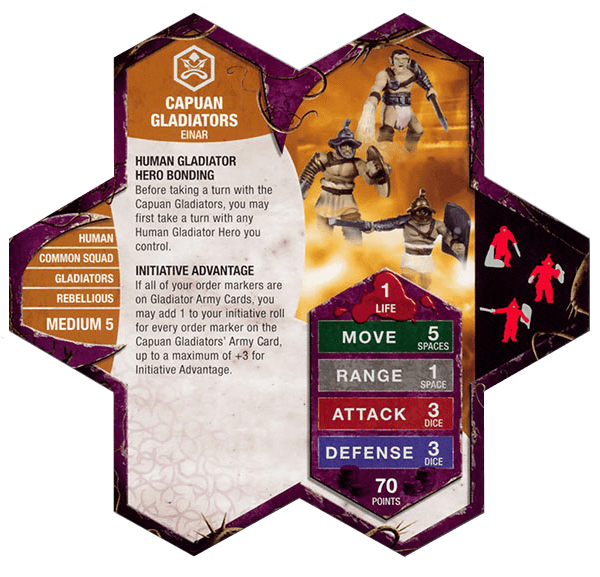 CAPUAN
GLADIATORS
EINAR
HUMAN GLADIATOR
HERO BONDING
Before taking a turn with the
Capuan Gladiators, you may
first take a turn with any
Human Gladiator Hero you
control.
INITIATIVE ADVANTAGE
If all of your order markers are
on Gladiator Army Cards, you
may add 1 to your initiative roll
for every order marker on the
Capuan Gladiators' Army Card,
up to a maximum of +3 for
Initiative Advantage.
HUMAN
COMMON SQUAD
GLADIATORS
REBELLIOUS
MEDIUM 5
1
LIFE
MOVE 5
SPACES
RANGE 1
SPACE
ATTACK 3
DICE
DEFENSE 3
DICE
70
POINTS